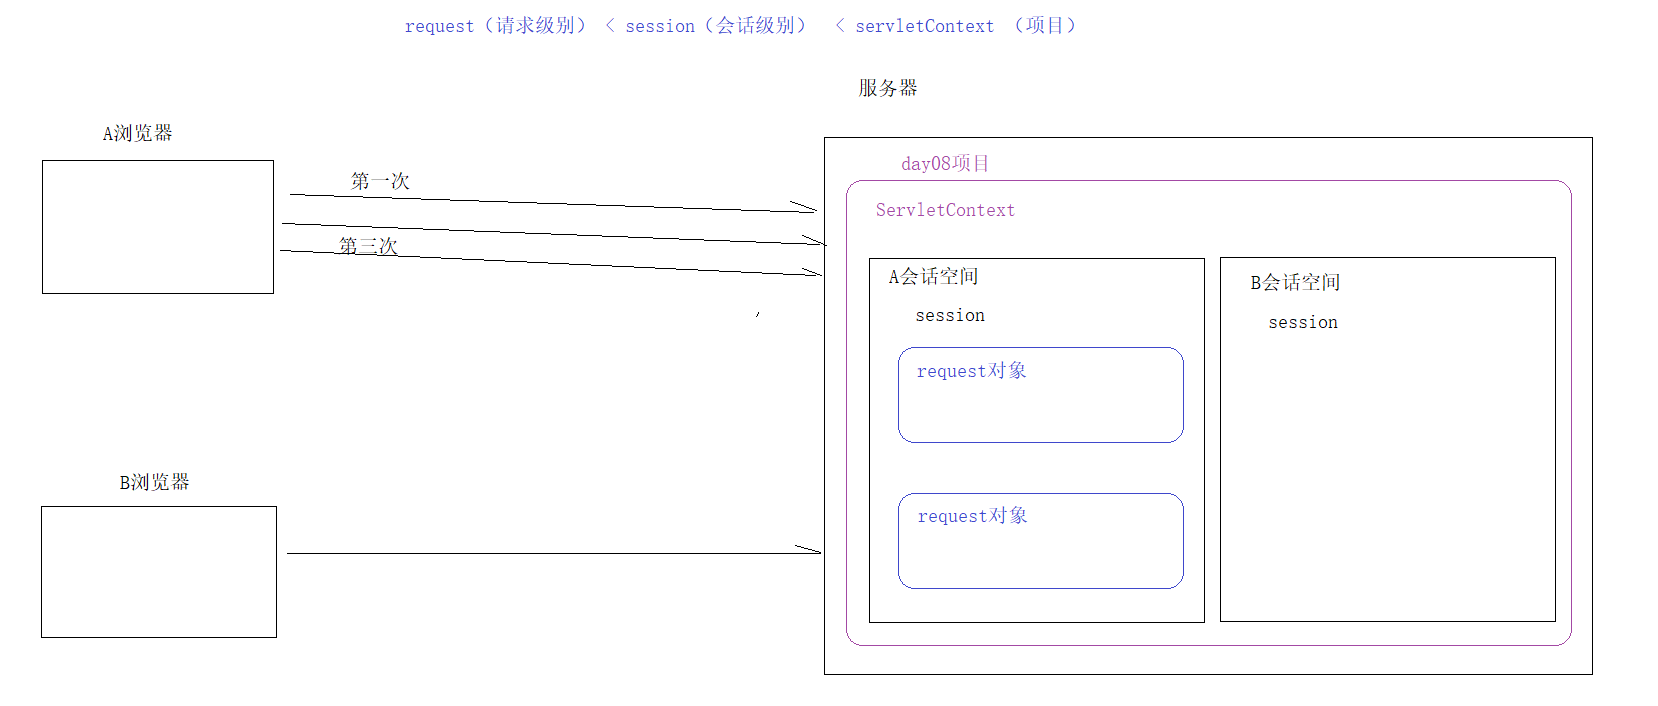 request（请求级别） < session（会话级别） < servletContext （项目）
服务器
A浏览器
day08项目
第一次
ServletContext
第三次
A会话空间
B会话空间
session
session
request对象
B浏览器
request对象